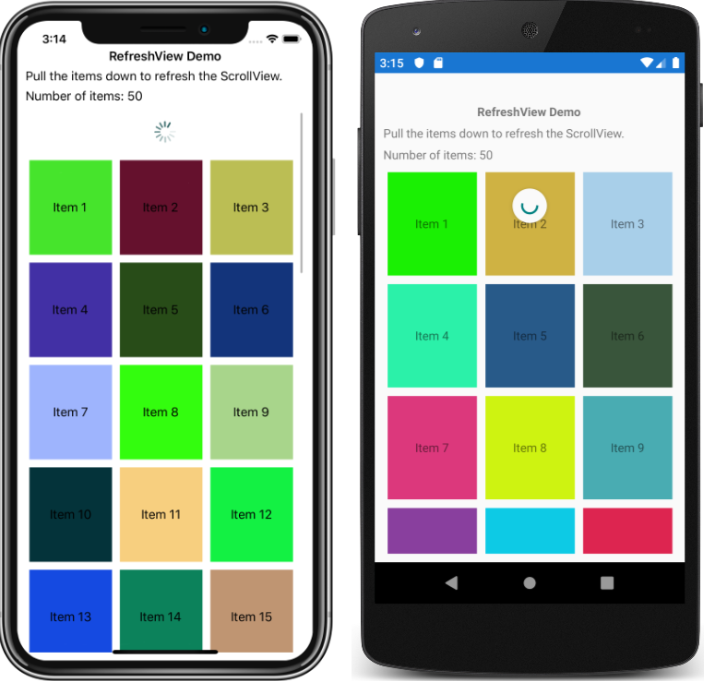 3:14
RefreshView Demo
Pull the items down to refresh the ScrollView.
Number of items: 50
Item 1
Item 2
Item 3
Item 4
Item 5
Item 6
Item 7
Item 8
Item 9
Item 10
Item 11
Item 12
Item 13
Item 14
Item 15
3:15
RefreshView Demo
Pull the items down to refresh the ScrollView.
Number of items: 50
Item 1
Item 2
Item 3
Item 4
Item 5
Item 6
Item 7
Item 8
Item 9